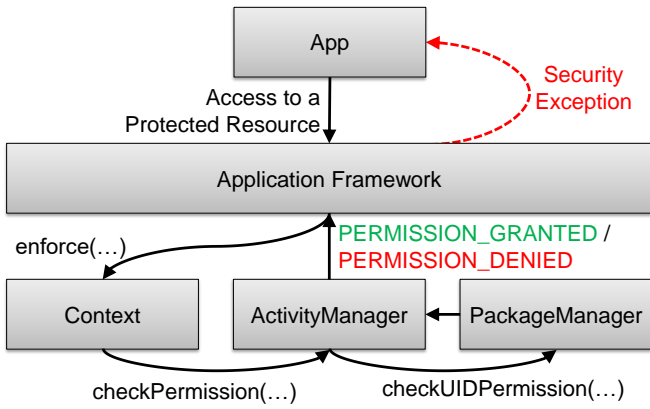 App
Security
Exception
Access to a
Protected Resource
Application Framework
enforce(…)
PERMISSION_GRANTED /
PERMISSION_DENIED
Context
ActivityManager
PackageManager
checkPermission(…)
checkUIDPermission(…)